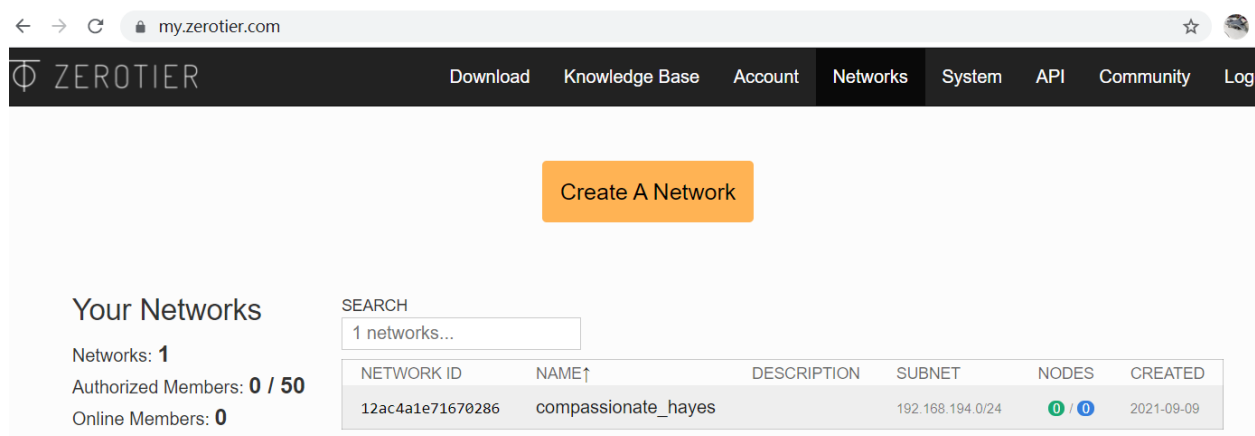 my.zerotier.com
ZEROTIER Download Knowledge Base Account Networks System API Community Log
Create A Network
Your Networks
Networks: 1
Authorized Members: 0 / 50
Online Members: 0
SEARCH
1 networks...
NETWORK ID NAME↑ DESCRIPTION SUBNET NODES CREATED
12ac4a1e71670286 compassionate_hayes 192.168.194.0/24 0 / 0 2021-09-09